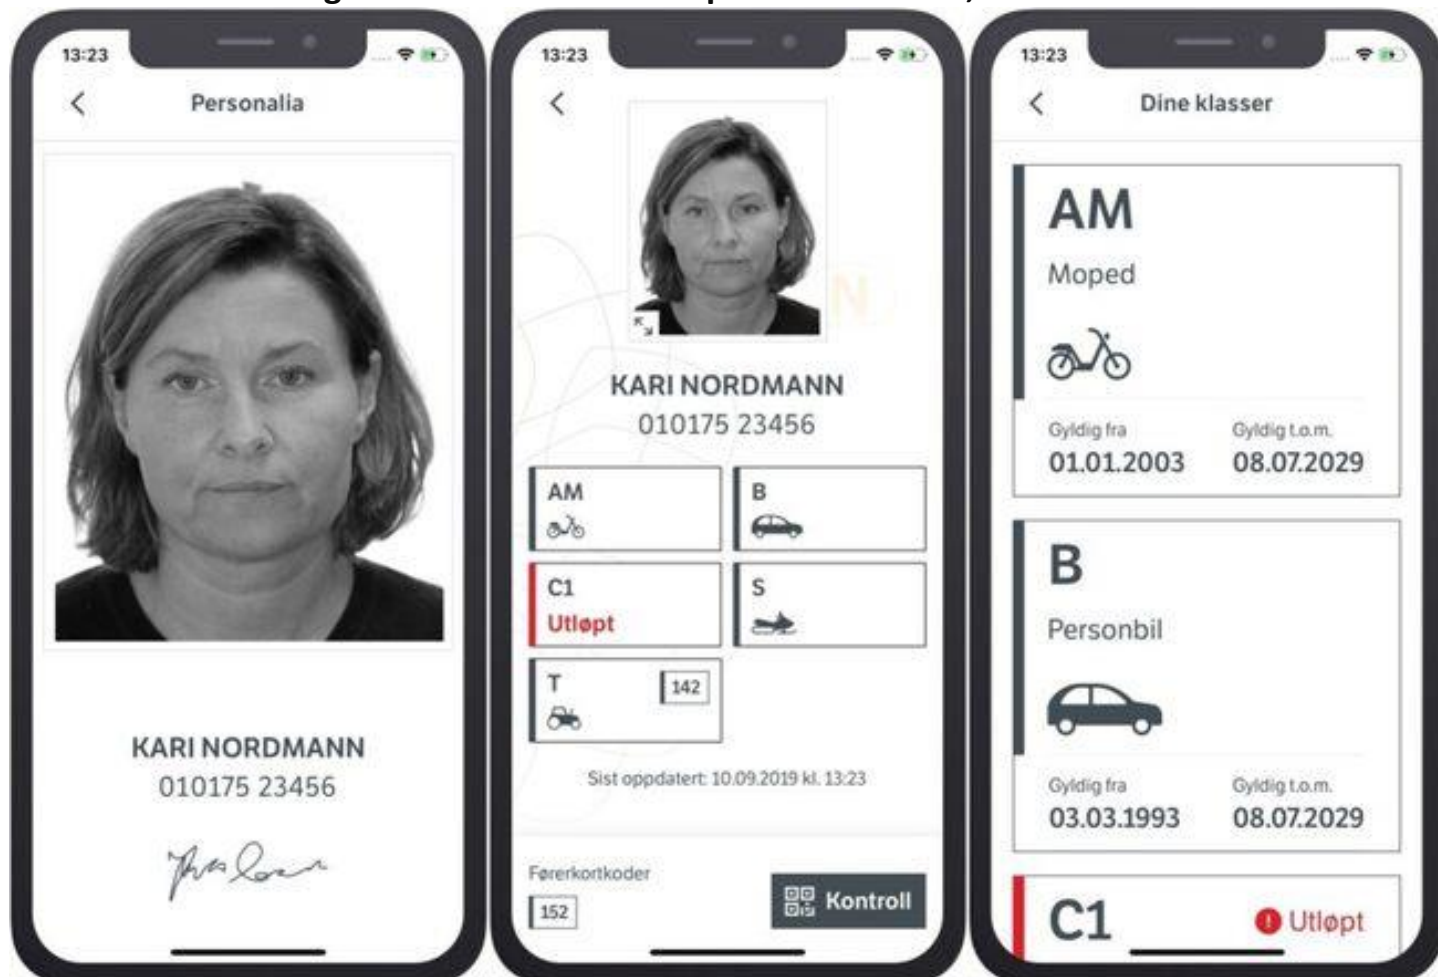 13:23
Personalia
KARI NORDMANN
010175 23456
13:23
KARI NORDMANN
010175 23456
AM
B
C1
Utløpt
S
T
142
Sist oppdatert: 10.09.2019 kl. 13:23
Førerkortkoder
152
Kontroll
13:23
Dine klasser
AM
Moped
Gyldig fra
Gyldig t.o.m.
01.01.2003
08.07.2029
B
Personbil
Gyldig fra
Gyldig t.o.m.
03.03.1993
08.07.2029
C1
Utløpt